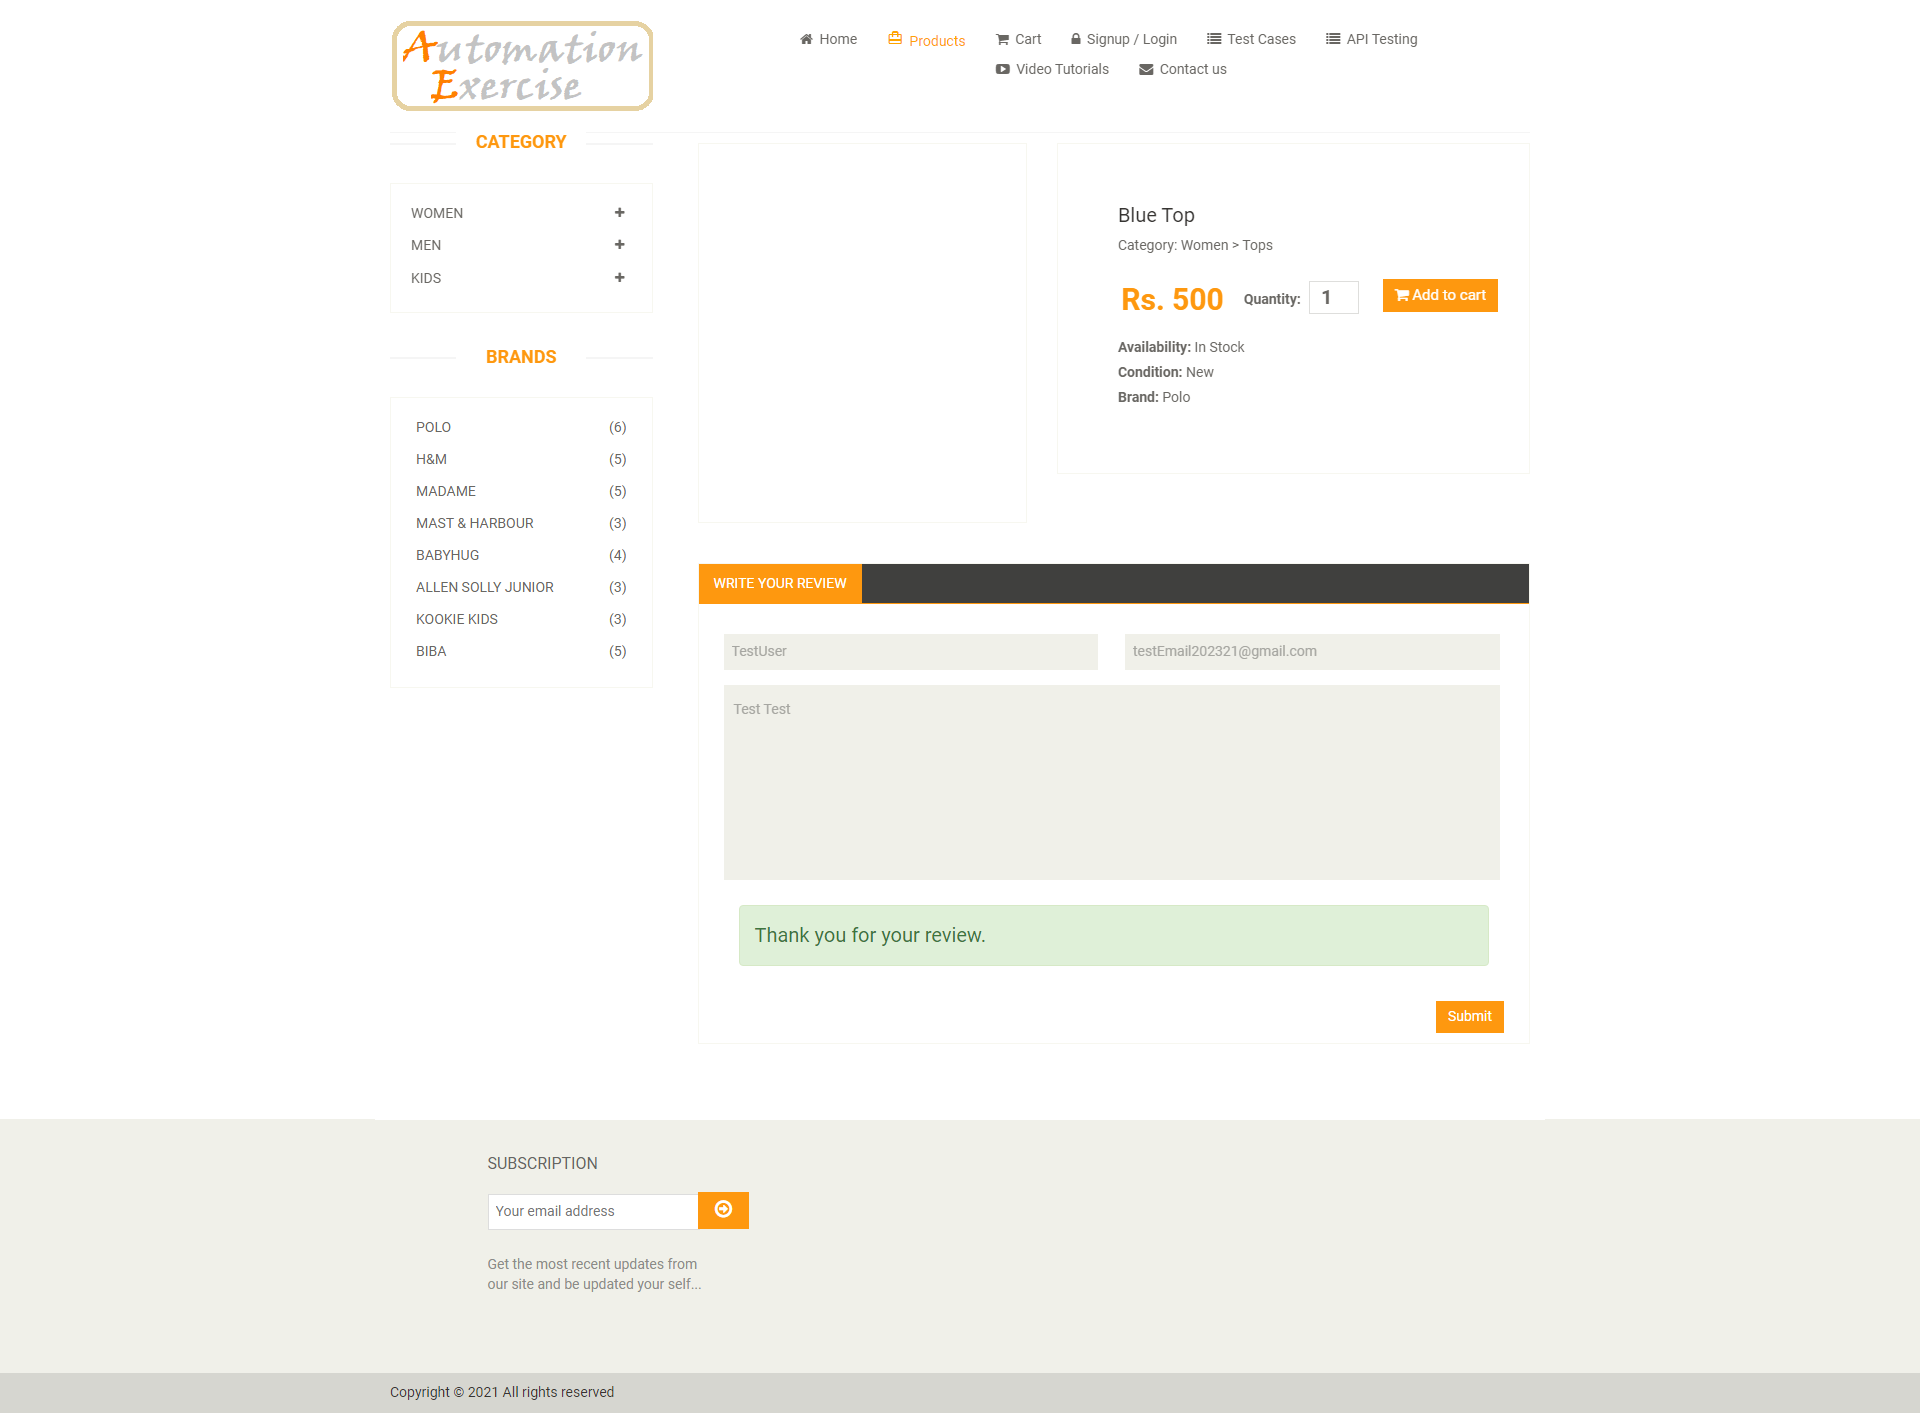 Automation
Exercise
Home
Products
Cart
Signup / Login
Test Cases
API Testing
Video Tutorials
Contact us
CATEGORY
WOMEN
MEN
KIDS
BRANDS
POLO (6)
H&M (5)
MADAME (5)
MAST & HARBOUR (3)
BABYHUG (4)
ALLEN SOLLY JUNIOR (3)
KOOKIE KIDS (3)
BIBA (5)
Blue Top
Category: Women > Tops
Rs. 500 Quantity: 1 Add to cart
Availability: In Stock
Condition: New
Brand: Polo
WRITE YOUR REVIEW
TestUser
testEmail202321@gmail.com
Test Test
Thank you for your review.
Submit
SUBSCRIPTION
Your email address
Get the most recent updates from
our site and be updated your self...
Copyright © 2021 All rights reserved